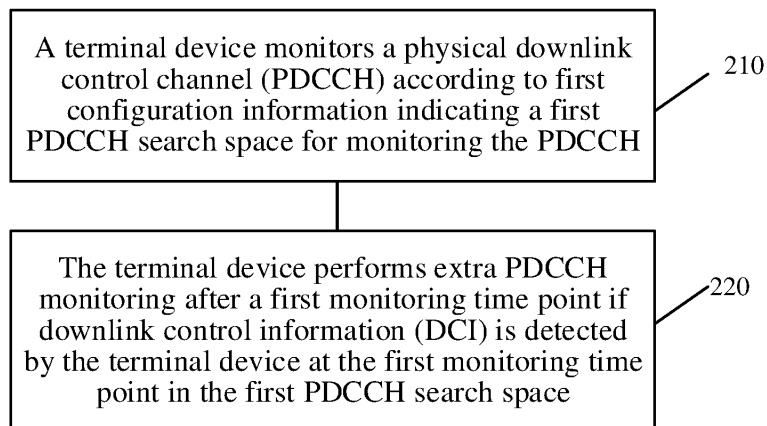 A terminal device monitors a physical downlink
control channel (PDCCH) according to first
configuration information indicating a first
PDCCH search space for monitoring the PDCCH
210
The terminal device performs extra PDCCH
monitoring after a first monitoring time point if
downlink control information (DCI) is detected
by the terminal device at the first monitoring time
point in the first PDCCH search space
220